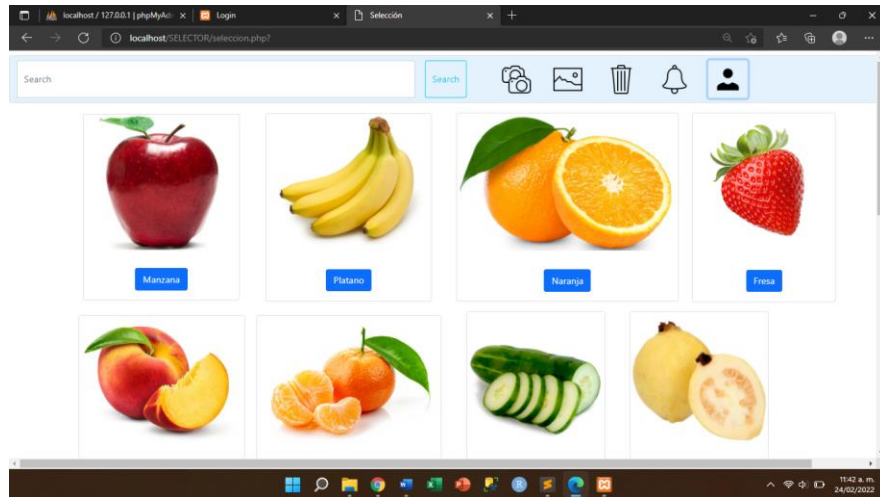 localhost / 127.0.0.1 | phpMyAd
Login
Selección
localhost/SELECTOR/seleccion.php?
Search
Search
Manzana
Platano
Naranja
Fresa
11:42 a. m.
24/02/2022